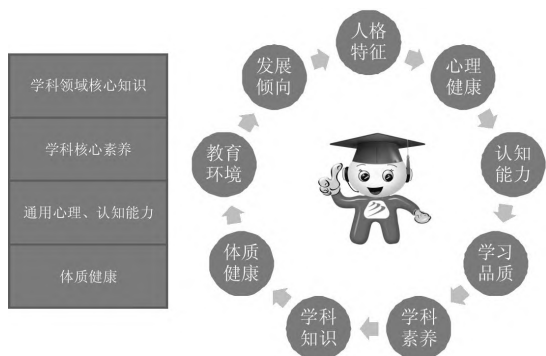 学科领域核心知识
学科核心素养
通用心理、认知能力
体质健康
人格
特征
心理
健康
认知
能力
学习
品质
学科
素养
学科
知识
体质
健康
教育
环境
发展
倾向